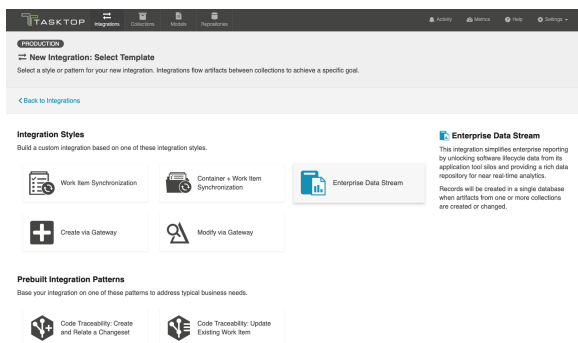 TASKTOP
Integrations
Collections
Models
Repositories
Activity
Metrics
Help
Settings
PRODUCTION
New Integration: Select Template
Select a style or pattern for your new integration. Integrations flow artifacts between collections to achieve a specific goal.
Back to Integrations
Integration Styles
Build a custom integration based on one of these integration styles.
Work Item Synchronization
Container + Work Item
Synchronization
Enterprise Data Stream
Create via Gateway
Modify via Gateway
Prebuilt Integration Patterns
Base your integration on one of these patterns to address typical business needs.
Code Traceability: Create
and Relate a Changeset
Code Traceability: Update
Existing Work Item
Enterprise Data Stream
This integration simplifies enterprise reporting
by unlocking software lifecycle data from its
application tool silos and providing a rich data
repository for near real-time analytics.
Records will be created in a single database
when artifacts from one or more collections
are created or changed.